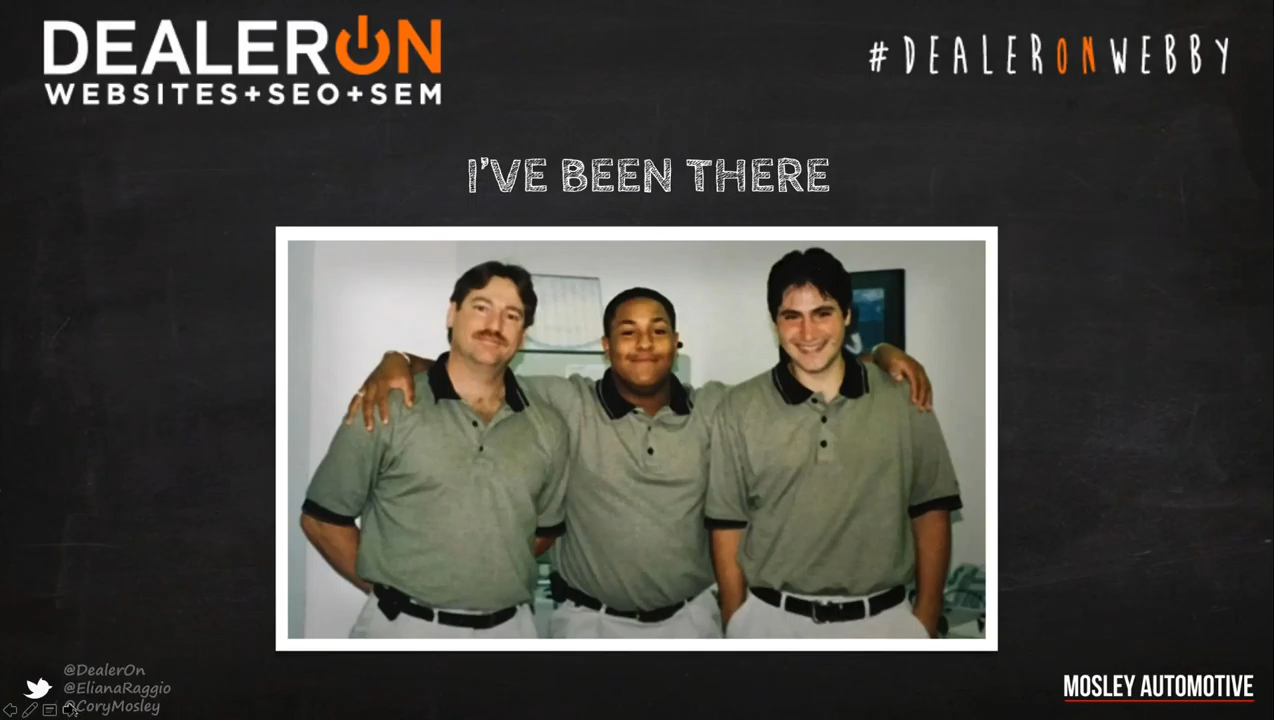 DEALERON
WEBSITES+SEO+SEM
#DEALERONWEBBY
I'VE BEEN THERE
@DealerOn
@ElianaRaggio
@CoryMosley
MOSLEY AUTOMOTIVE